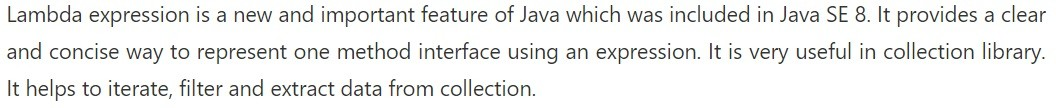 Lambda expression is a new and important feature of Java which was included in Java SE 8. It provides a clear
and concise way to represent one method interface using an expression. It is very useful in collection library.
It helps to iterate, filter and extract data from collection.